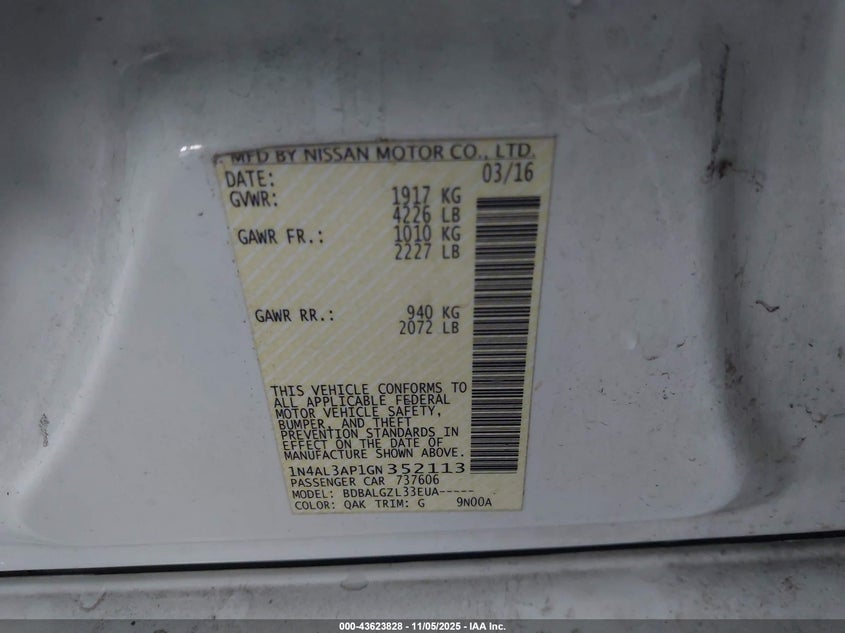 MFD BY NISSAN MOTOR CO., LTD.
DATE: 03/16
GVWR: 1917 KG
4226 LB
GAWR FR.: 1010 KG
2227 LB
GAWR RR.: 940 KG
2072 LB
THIS VEHICLE CONFORMS TO
ALL APPLICABLE FEDERAL
MOTOR VEHICLE SAFETY,
BUMPER, AND THEFT
PREVENTION STANDARDS IN
EFFECT ON THE DATE OF
MANUFACTURE SHOWN ABOVE.
1N4AL3AP1GN352113
PASSENGER CAR 737606
MODEL: BDBALGZL33EUA-----
COLOR: QAK TRIM: G 9N00A
000-43623828 - 11/05/2025 - IAA Inc.